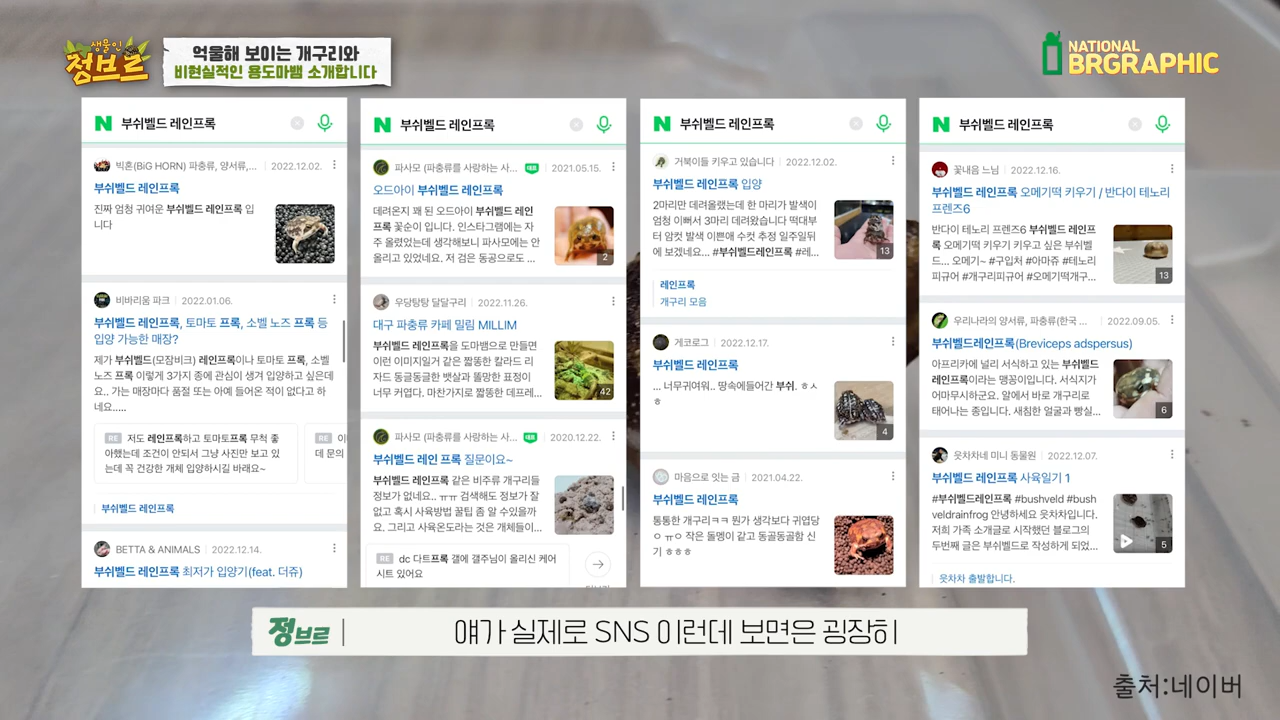 생물인
정브르
억울해 보이는 개구리와
비현실적인 용도마뱀 소개합니다
NATIONAL
BRGRAPHIC
N 부쉬벨드 레인프록
빅혼(BiG HORN) 파충류, 양서류,... 2022.12.02.
부쉬벨드 레인프록
진짜 엄청 귀여운 부쉬벨드 레인프록 입
니다
비바리움 파크 2022.01.06.
부쉬벨드 레인프록, 토마토 프록, 소벨 노즈 프록 등
입양 가능한 매장?
제가 부쉬벨드(모잠비크) 레인프록이나 토마토 프록, 소벨
노즈 프록 이렇게 3가지 종에 관심이 생겨 입양하고 싶은데
요.. 가는 매장마다 품절 또는 아예 들어온 적이 없다고 하
네요.....
RE 저도 레인프록하고 토마토프록 무척 좋
아했는데 조건이 안되서 그냥 사진만 보고 있
는데 꼭 건강한 개체 입양하시길 바래요~
RE 이
데 문의
부쉬벨드 레인프록
BETTA & ANIMALS 2022.12.14.
부쉬벨드 레인프록 최저가 입양기(feat. 더쥬)
N 부쉬벨드 레인프록
파사모 (파충류를 사랑하는 사... 대표 2021.05.15.
오드아이 부쉬벨드 레인프록
데려온지 꽤 된 오드아이 부쉬벨드 레인
프록 꽃순이 입니다. 인스타그램에는 자
주 올렸었는데 생각해보니 파사모에는 안
올리고 있었네요. 저 검은 동공으로도 ...
2
우당탕탕 달달구리 2022.11.26.
대구 파충류 카페 밀림 MILLIM
부쉬벨드 레인프록을 도마뱀으로 만들면
이런 이미지일거 같은 짧똥한 칼라드 리
자드 동글동글한 뱃살과 똘망한 표정이
너무 커엽다. 마찬가지로 짧똥한 데프레...
42
파사모 (파충류를 사랑하는 사... 대표 2020.12.22.
부쉬벨드 레인 프록 질문이요~
부쉬벨드 레인프록 같은 비주류 개구리들
정보가 없네요.. ㅠㅠ 검색해도 정보가 잘
없고 혹시 사육방법 꿀팁 좀 알 수있을까
요. 그리고 사육온도라는 것은 개체들이...
RE dc 다트프록 갤에 갤주님이 올리신 케어
시트 있어요
N 부쉬벨드 레인프록
거북이들 키우고 있습니다 2022.12.02.
부쉬벨드 레인프록 입양
2마리만 데려올랬는데 한 마리가 발색이
엄청 이뻐서 3마리 데려왔습니다 떡대부
터 암컷 발색 이쁜애 수컷 추정 일주일뒤
에 보겠네요... #부쉬벨드레인프록 #레...
13
레인프록
개구리 모음
게코로그 2022.12.17.
부쉬벨드 레인프록
... 너무귀여워.. 땅속에들어간 부쉬. ㅎㅅ
ㅎ
4
마음으로 잇는 금 2021.04.22.
부쉬벨드 레인프록
통통한 개구리ㅋㅋ 뭔가 생각보다 귀엽당
ㅇ ㅠㅇ 작은 돌멩이 같고 동골동골함 신
기 ㅎㅎㅎ
N 부쉬벨드 레인프록
꽃내음 느님 2022.12.16.
부쉬벨드 레인프록 오메기떡 키우기 / 반다이 테노리
프렌즈6
반다이 테노리 프렌즈6 부쉬벨드 레인프
록 오메기떡 키우기 키우고 싶은 부쉬벨
드... 오메기~ #구입처 #아마쥬 #테노리
피규어 #개구리피규어 #오메기떡개구...
13
우리나라의 양서류, 파충류(한국 ... 2022.09.05.
부쉬벨드레인프록(Breviceps adspersus)
아프리카에 널리 서식하고 있는 부쉬벨드
레인프록이라는 맹꽁이입니다. 서식지가
어마무시하군요. 알에서 바로 개구리로
태어나는 종입니다. 새침한 얼굴과 빵실...
6
읏차차네 미니 동물원 2022.12.07.
부쉬벨드 레인프록 사육일기 1
#부쉬벨드레인프록 #bushveld #bush
veldrainfrog 안녕하세요 읏차차입니다.
저희 가족 소개글로 시작했던 블로그의
두번째 글은 부쉬벨드로 작성하게 되었...
5
읏차차 출발합니다.
정브르 얘가 실제로 SNS 이런데 보면은 굉장히
출처:네이버